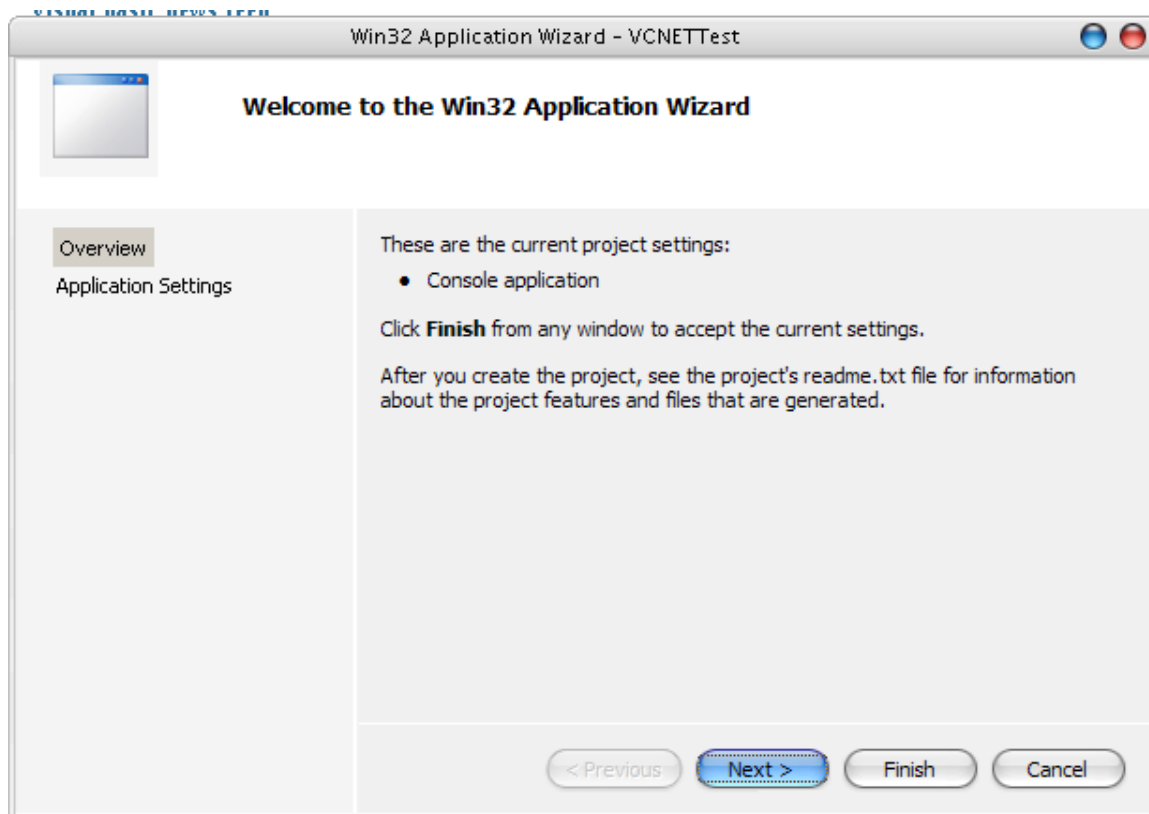 Win32 Application Wizard - VCNETTest
Welcome to the Win32 Application Wizard
Overview
Application Settings
These are the current project settings:
• Console application
Click Finish from any window to accept the current settings.
After you create the project, see the project's readme.txt file for information
about the project features and files that are generated.
< Previous
Next >
Finish
Cancel